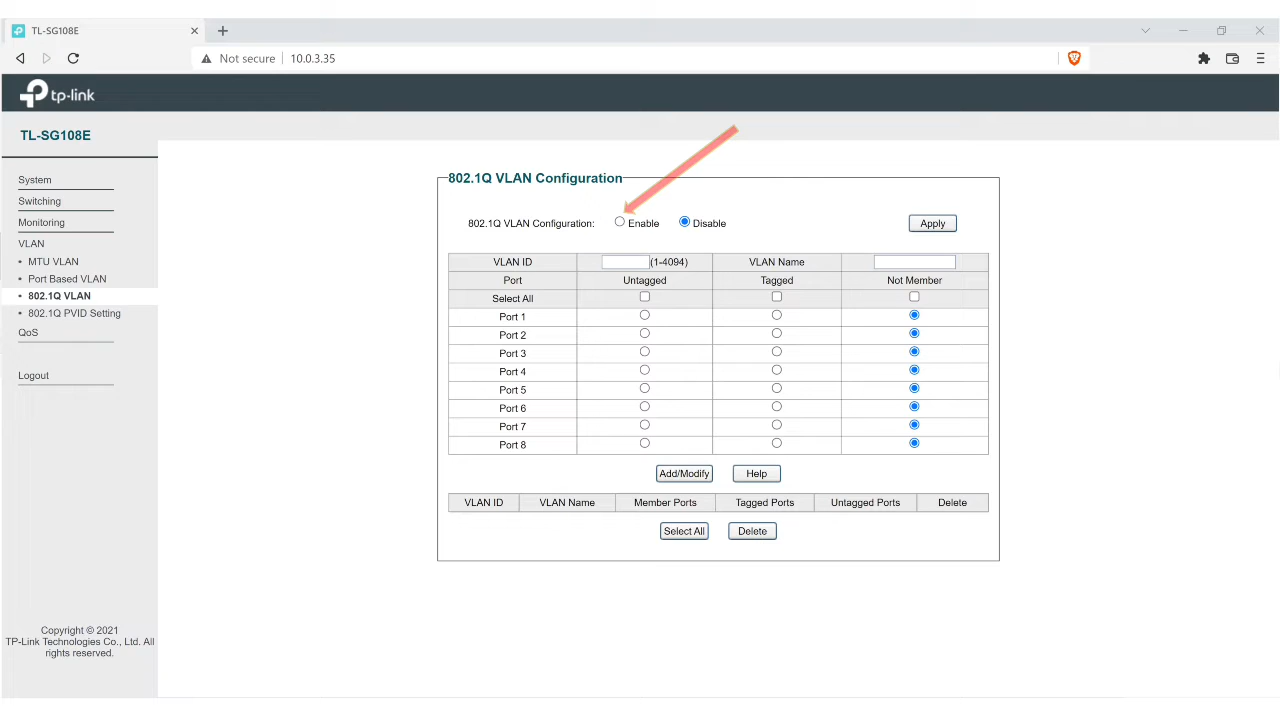 TL-SG108E
Not secure 10.0.3.35
tp-link
TL-SG108E
System
Switching
Monitoring
VLAN
• MTU VLAN
• Port Based VLAN
• 802.1Q VLAN
• 802.1Q PVID Setting
QoS
Logout
Copyright © 2021
TP-Link Technologies Co., Ltd. All
rights reserved.
802.1Q VLAN Configuration
802.1Q VLAN Configuration: Enable Disable Apply
VLAN ID (1-4094) VLAN Name
Port Untagged Tagged Not Member
Select All
Port 1
Port 2
Port 3
Port 4
Port 5
Port 6
Port 7
Port 8
Add/Modify Help
VLAN ID VLAN Name Member Ports Tagged Ports Untagged Ports Delete
Select All Delete